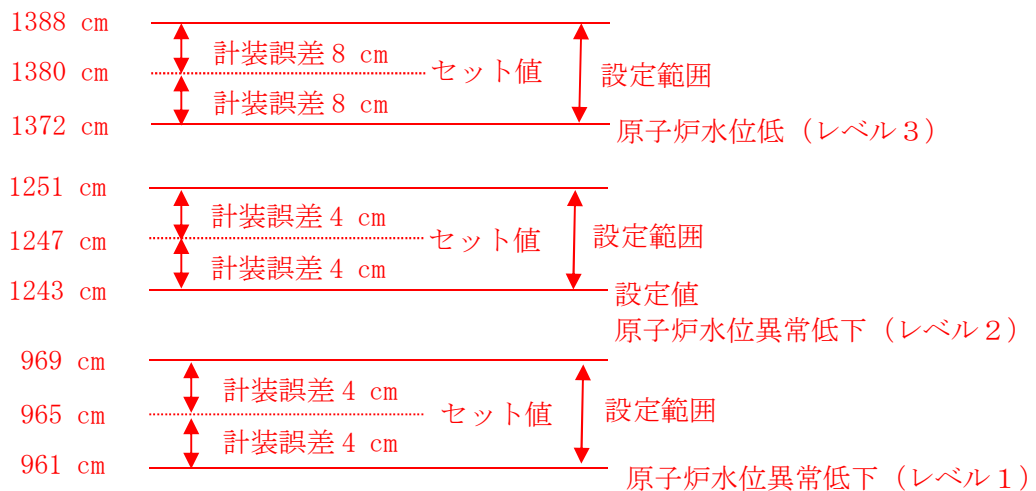 1388 cm
計装誤差 8 cm
1380 cm
セット値
設定範囲
計装誤差 8 cm
1372 cm
原子炉水位低（レベル３）
1251 cm
計装誤差 4 cm
1247 cm
セット値
設定範囲
計装誤差 4 cm
1243 cm
設定値
原子炉水位異常低下（レベル２）
969 cm
計装誤差 4 cm
965 cm
セット値
設定範囲
計装誤差 4 cm
961 cm
原子炉水位異常低下（レベル１）